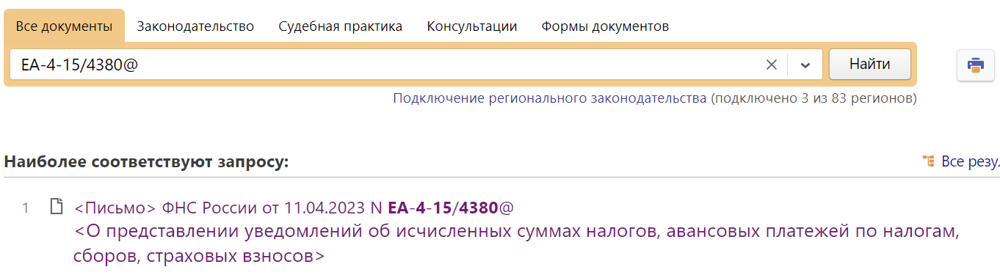 Все документы Законодательство Судебная практика Консультации Формы документов
ЕА-4-15/4380@ Найти
Подключение регионального законодательства (подключено 3 из 83 регионов)
Наиболее соответствуют запросу: Все резул
1 <Письмо> ФНС России от 11.04.2023 N ЕА-4-15/4380@
<О представлении уведомлений об исчисленных суммах налогов, авансовых платежей по налогам,
сборов, страховых взносов>